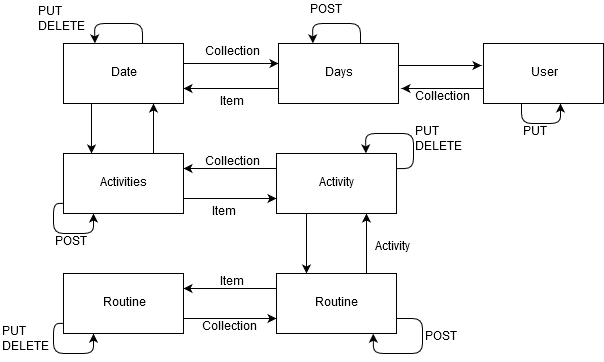 PUT
DELETE
POST
Collection
Date
Days
User
Item
Collection
PUT
PUT
DELETE
Collection
Activities
Activity
Item
POST
Activity
Item
Routine
Routine
Collection
PUT
DELETE
POST